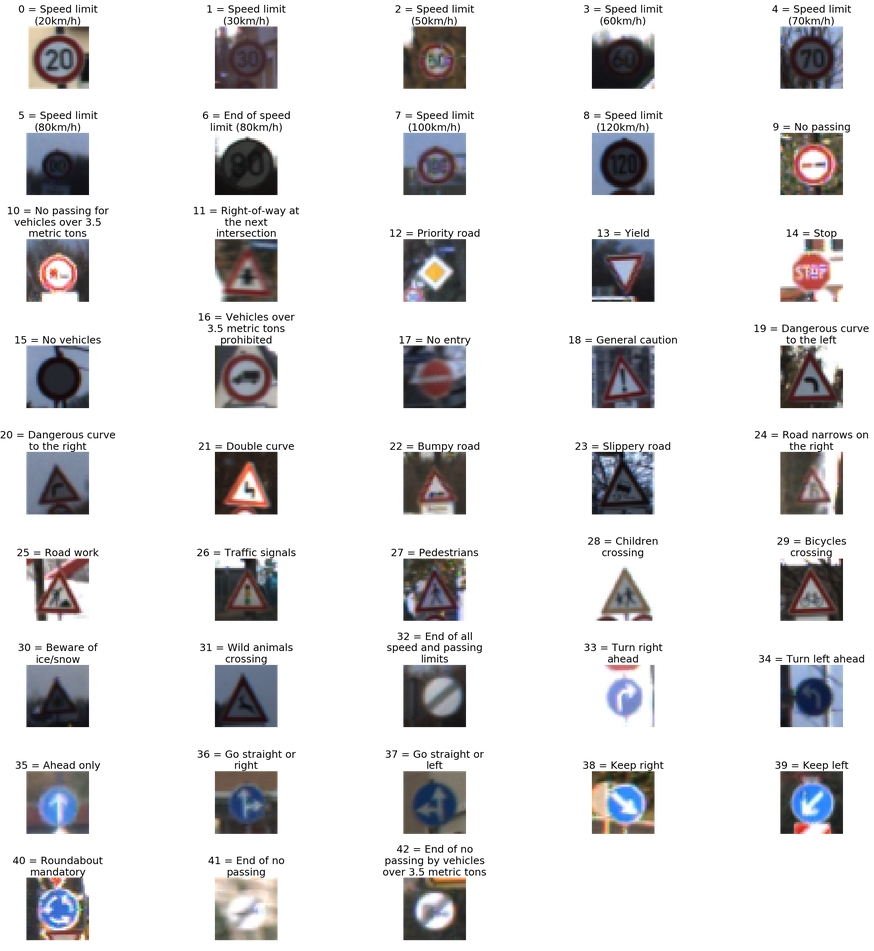 0 = Speed limit
(20km/h)
1 = Speed limit
(30km/h)
2 = Speed limit
(50km/h)
3 = Speed limit
(60km/h)
4 = Speed limit
(70km/h)
20
30
50
60
70
5 = Speed limit
(80km/h)
6 = End of speed
limit (80km/h)
7 = Speed limit
(100km/h)
8 = Speed limit
(120km/h)
9 = No passing
80
80
100
120
10 = No passing for
vehicles over 3.5
metric tons
11 = Right-of-way at
the next
intersection
12 = Priority road
13 = Yield
14 = Stop
STOP
15 = No vehicles
16 = Vehicles over
3.5 metric tons
prohibited
17 = No entry
18 = General caution
19 = Dangerous curve
to the left
20 = Dangerous curve
to the right
21 = Double curve
22 = Bumpy road
23 = Slippery road
24 = Road narrows on
the right
25 = Road work
26 = Traffic signals
27 = Pedestrians
28 = Children
crossing
29 = Bicycles
crossing
30 = Beware of
ice/snow
31 = Wild animals
crossing
32 = End of all
speed and passing
limits
33 = Turn right
ahead
34 = Turn left ahead
35 = Ahead only
36 = Go straight or
right
37 = Go straight or
left
38 = Keep right
39 = Keep left
40 = Roundabout
mandatory
41 = End of no
passing
42 = End of no
passing by vehicles
over 3.5 metric tons